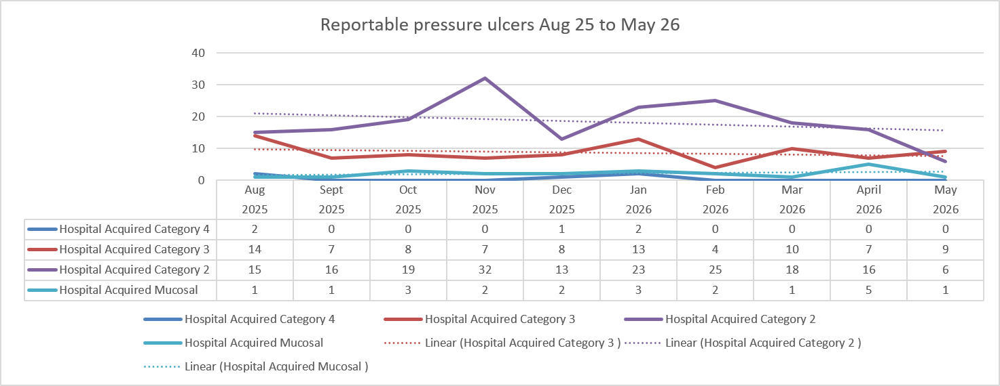 Reportable pressure ulcers Aug 25 to May 26
40
30
20
10
0
Aug Sept Oct Nov Dec Jan Feb Mar April May
2025 2025 2025 2025 2025 2026 2026 2026 2026 2026
Hospital Acquired Category 4 2 0 0 0 1 2 0 0 0 0
Hospital Acquired Category 3 14 7 8 7 8 13 4 10 7 9
Hospital Acquired Category 2 15 16 19 32 13 23 25 18 16 6
Hospital Acquired Mucosal 1 1 3 2 2 3 2 1 5 1
Hospital Acquired Category 4 Hospital Acquired Category 3 Hospital Acquired Category 2
Hospital Acquired Mucosal Linear (Hospital Acquired Category 3 ) Linear (Hospital Acquired Category 2 )
Linear (Hospital Acquired Mucosal )